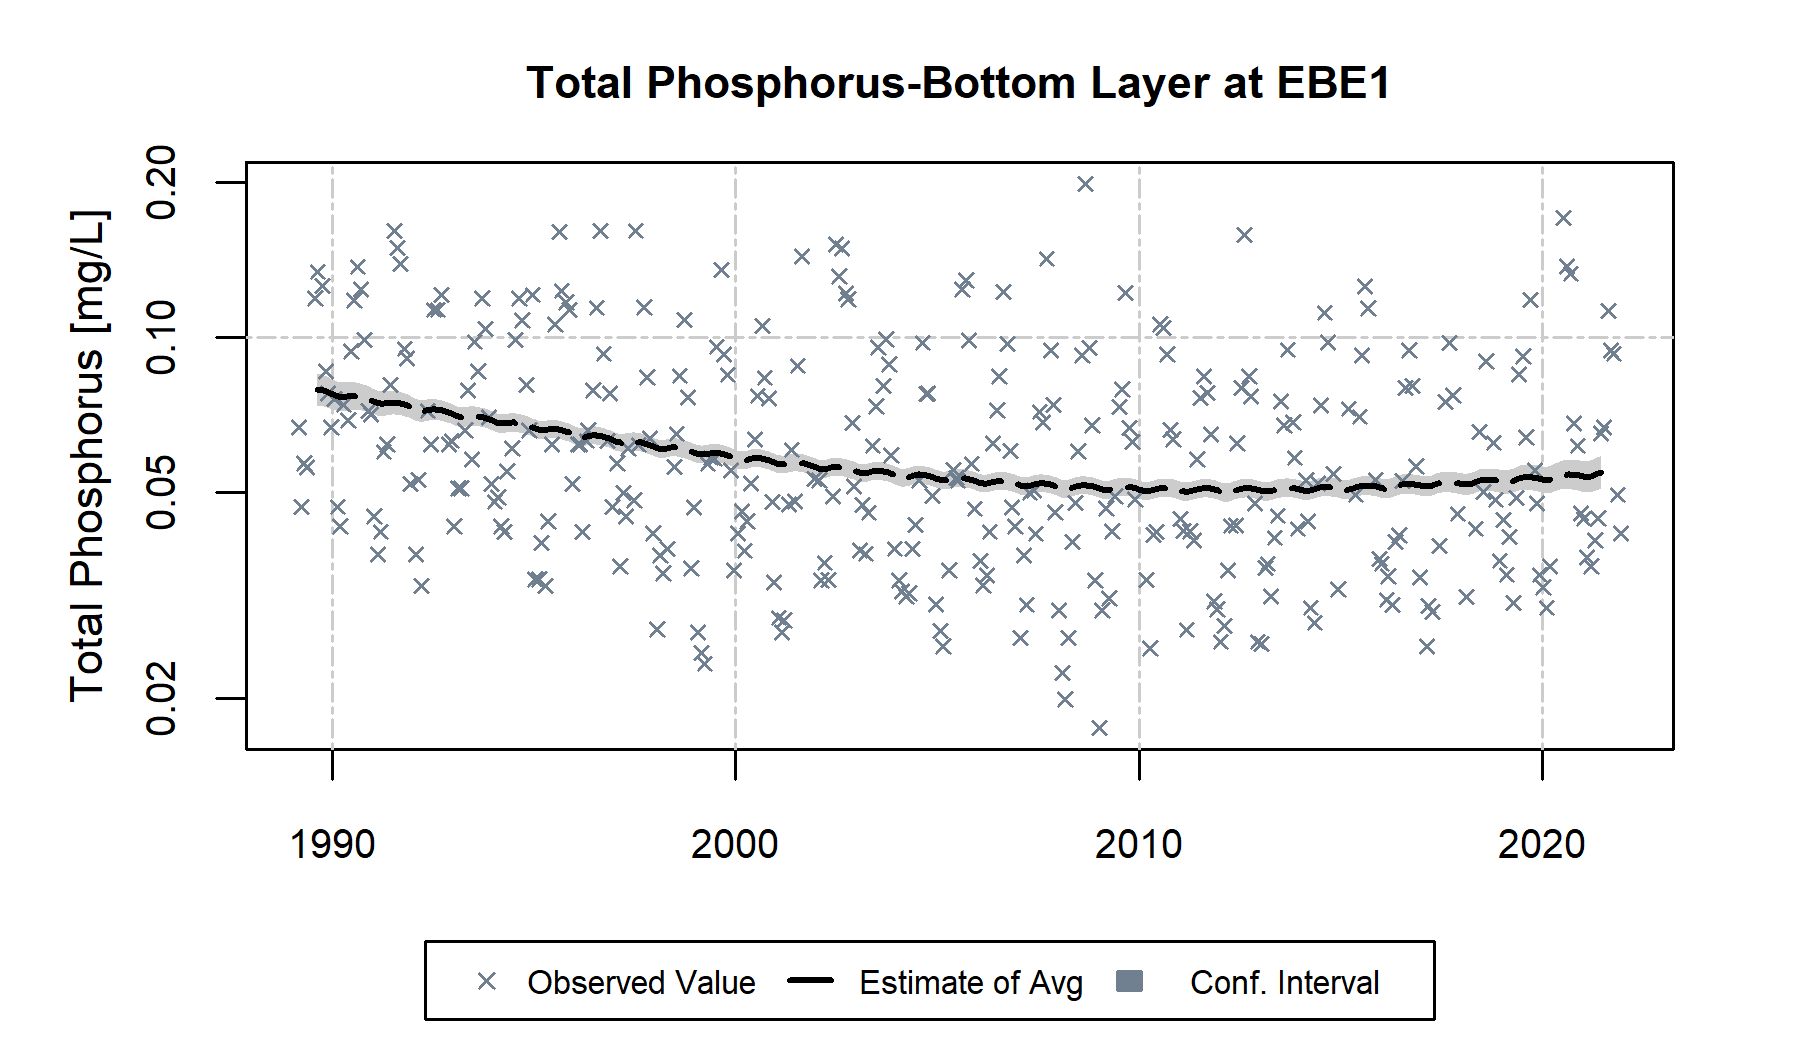 Total Phosphorus-Bottom Layer at EBE1
Total Phosphorus [mg/L]
0.20
0.10
0.05
0.02
1990 2000 2010 2020
Observed Value Estimate of Avg Conf. Interval